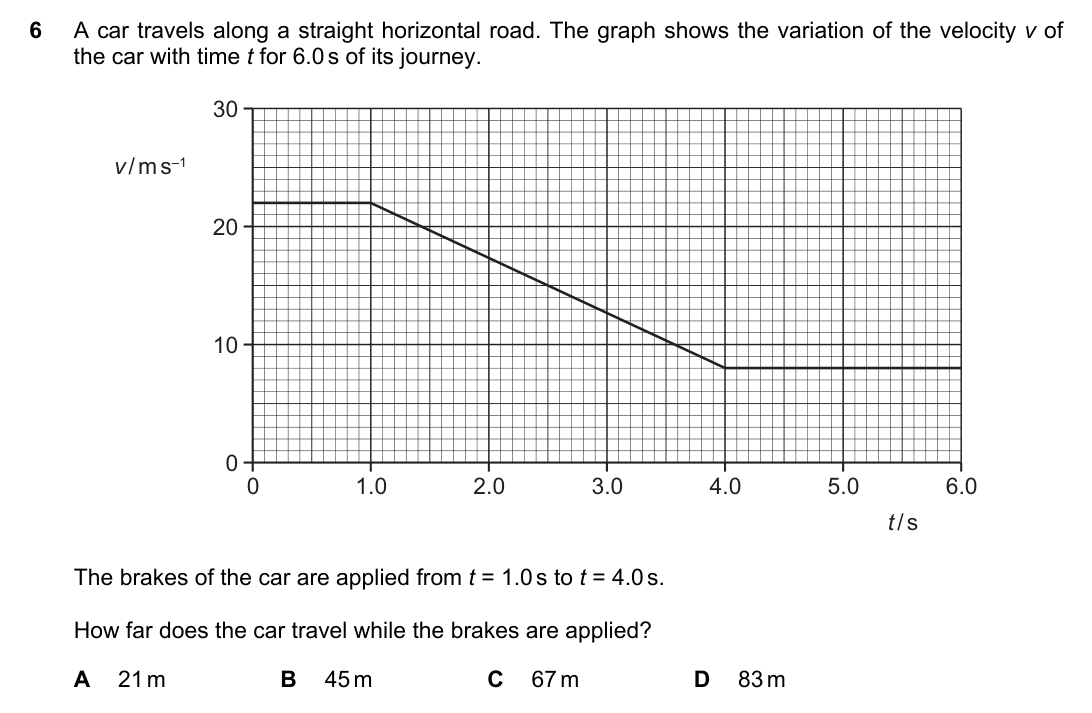 6 A car travels along a straight horizontal road. The graph shows the variation of the velocity v of
the car with time t for 6.0 s of its journey.
30
v / m s⁻¹
20
10
0
0 1.0 2.0 3.0 4.0 5.0 6.0
t / s
The brakes of the car are applied from t = 1.0 s to t = 4.0 s.
How far does the car travel while the brakes are applied?
A 21 m B 45 m C 67 m D 83 m